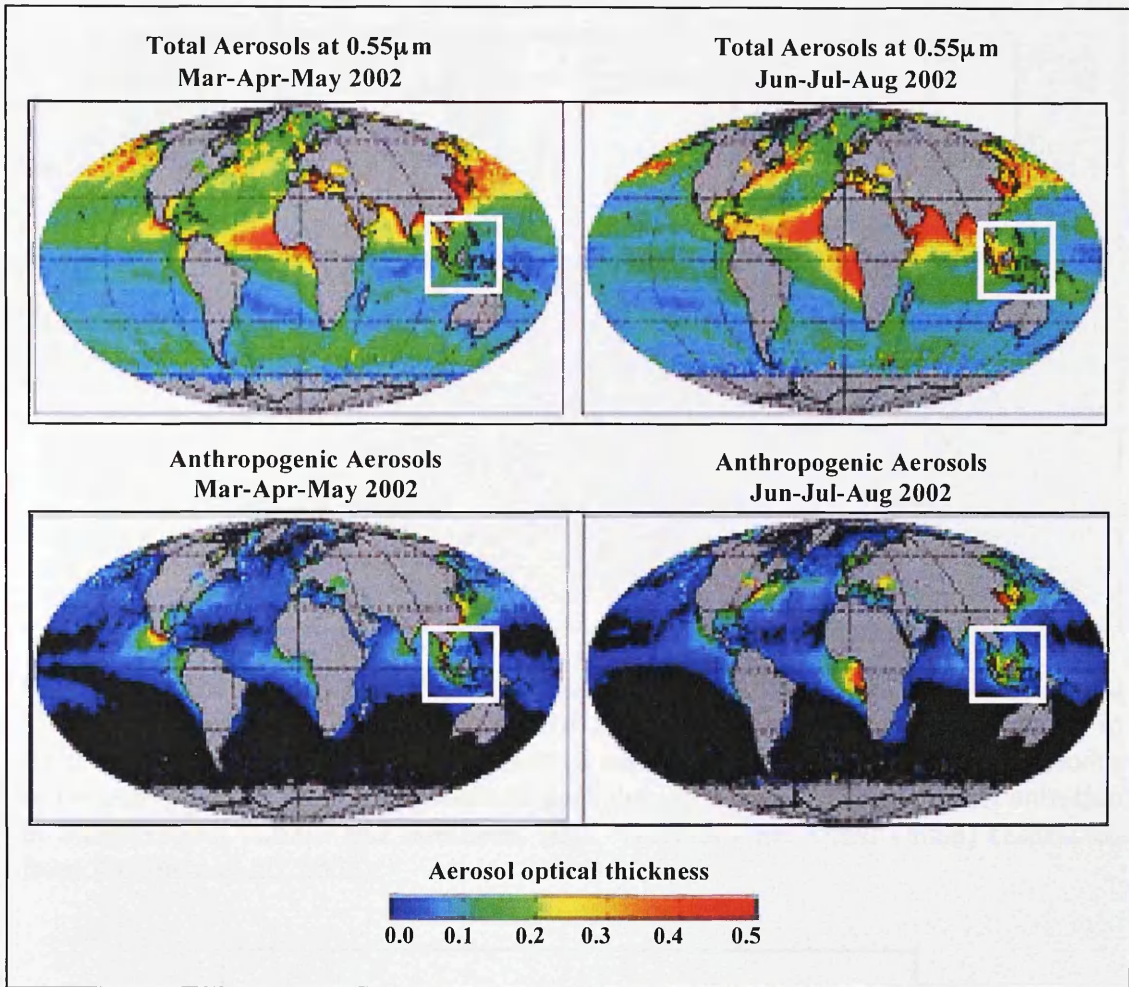 Total Aerosols at 0.55µm
Mar-Apr-May 2002
Total Aerosols at 0.55µm
Jun-Jul-Aug 2002
Anthropogenic Aerosols
Mar-Apr-May 2002
Anthropogenic Aerosols
Jun-Jul-Aug 2002
Aerosol optical thickness
0.0 0.1 0.2 0.3 0.4 0.5